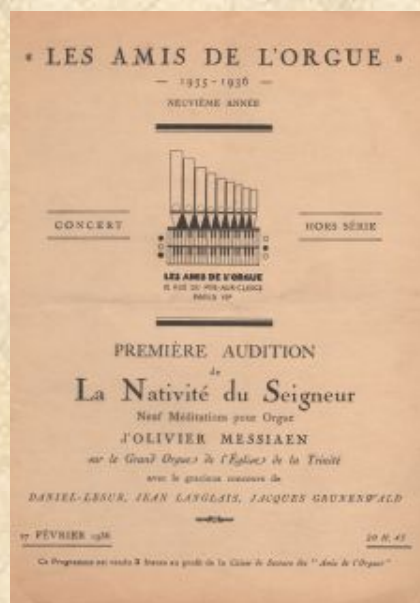 « LES AMIS DE L'ORGUE »
— 1935-1936 —
NEUVIÈME ANNÉE
CONCERT
HORS SÉRIE
LES AMIS DE L'ORGUE
PARIS VIIᵉ
PREMIÈRE AUDITION
de
La Nativité du Seigneur
Neuf Méditations pour Orgue
D'OLIVIER MESSIAEN
sur le Grand Orgue de l'Église de la Trinité
avec le gracieux concours de
DANIEL-LESUR, JEAN LANGLAIS, JACQUES GRUNENWALD
27 FÉVRIER 1936
20 H. 45
Ce Programme est vendu 3 francs au profit de la Caisse de Secours des "Amis de l'Orgue"